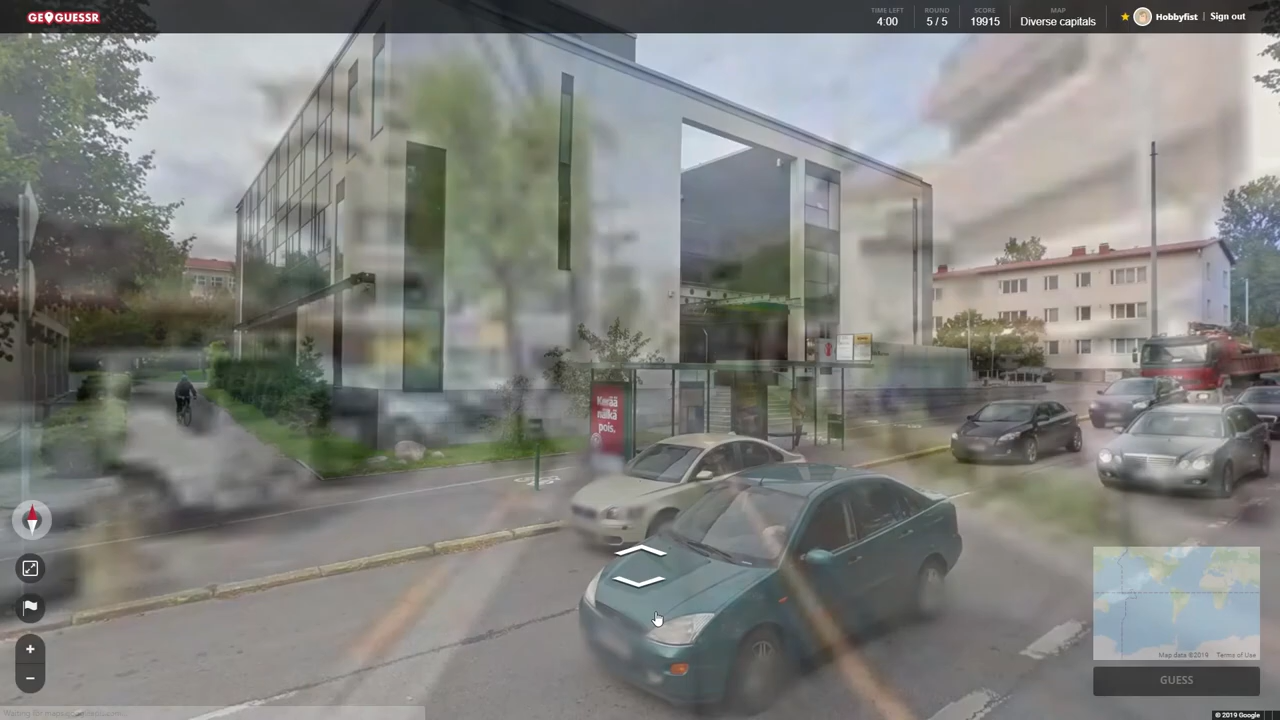 GEOGUESSR
TIME LEFT
4:00
ROUND
5 / 5
SCORE
19915
MAP
Diverse capitals
Hobbyfist
Sign out
Kerää
nälkä
pois.
Map data ©2019
Terms of Use
GUESS
© 2019 Google